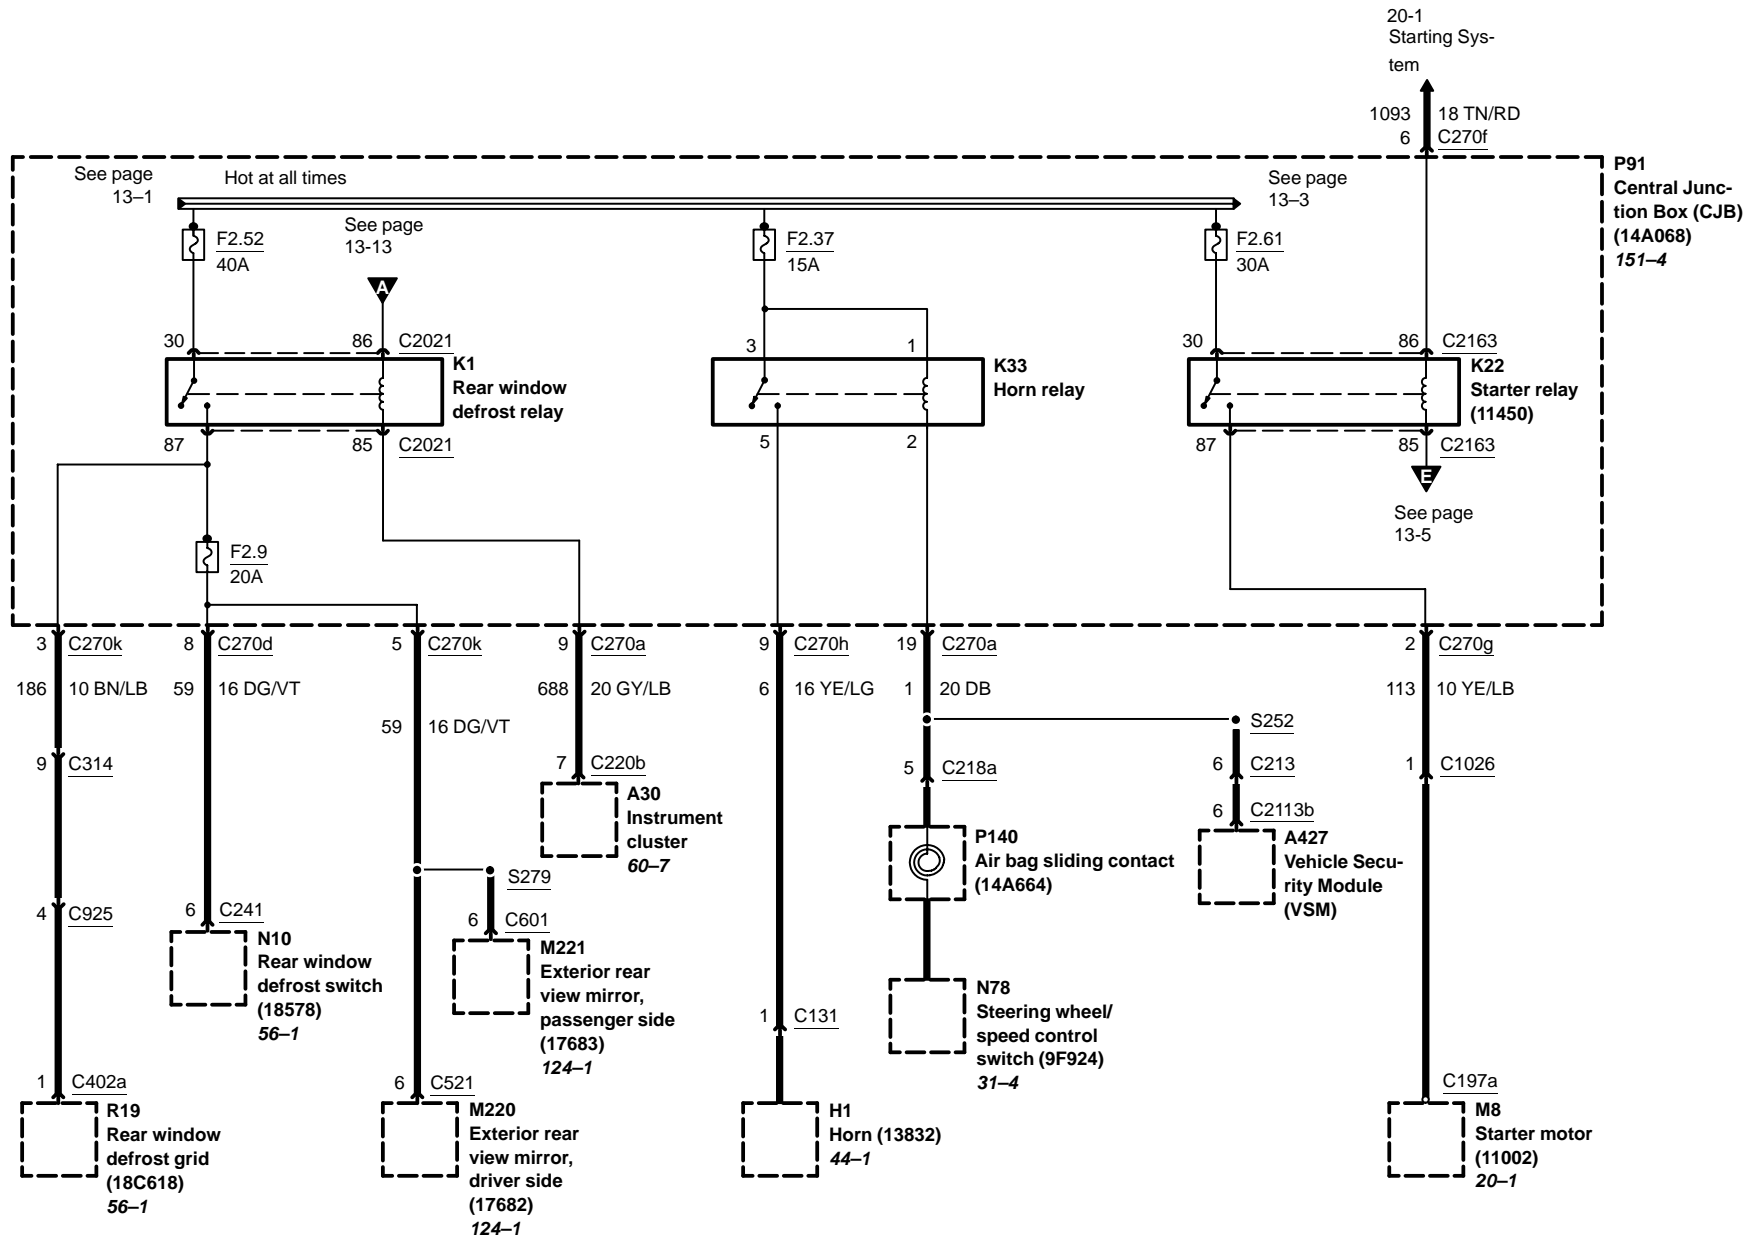 20-1
Starting Sys-
tem
1093 18 TN/RD
6 C270f
P91
Central Junc-
tion Box (CJB)
(14A068)
151–4
See page
13–1
Hot at all times
See page
13–3
See page
13-13
F2.52
40A
F2.37
15A
F2.61
30A
A
30 86 C2021
K1
Rear window
defrost relay
87 85 C2021
3 1
K33
Horn relay
5 2
30 86 C2163
K22
Starter relay
(11450)
87 85 C2163
E
See page
13-5
F2.9
20A
3 C270k
8 C270d
5 C270k
9 C270a
9 C270h
19 C270a
2 C270g
186 10 BN/LB
59 16 DG/VT
688 20 GY/LB
6 16 YE/LG
1 20 DB
113 10 YE/LB
59 16 DG/VT
S252
9 C314
7 C220b
5 C218a
6 C213
1 C1026
A30
Instrument
cluster
60–7
6 C2113b
P140
Air bag sliding contact
(14A664)
A427
Vehicle Secu-
rity Module
(VSM)
S279
4 C925
6 C241
6 C601
N10
Rear window
defrost switch
(18578)
56–1
M221
Exterior rear
view mirror,
passenger side
(17683)
124–1
N78
Steering wheel/
speed control
switch (9F924)
31–4
1 C131
1 C402a
6 C521
C197a
R19
Rear window
defrost grid
(18C618)
56–1
M220
Exterior rear
view mirror,
driver side
(17682)
124–1
H1
Horn (13832)
44–1
M8
Starter motor
(11002)
20–1